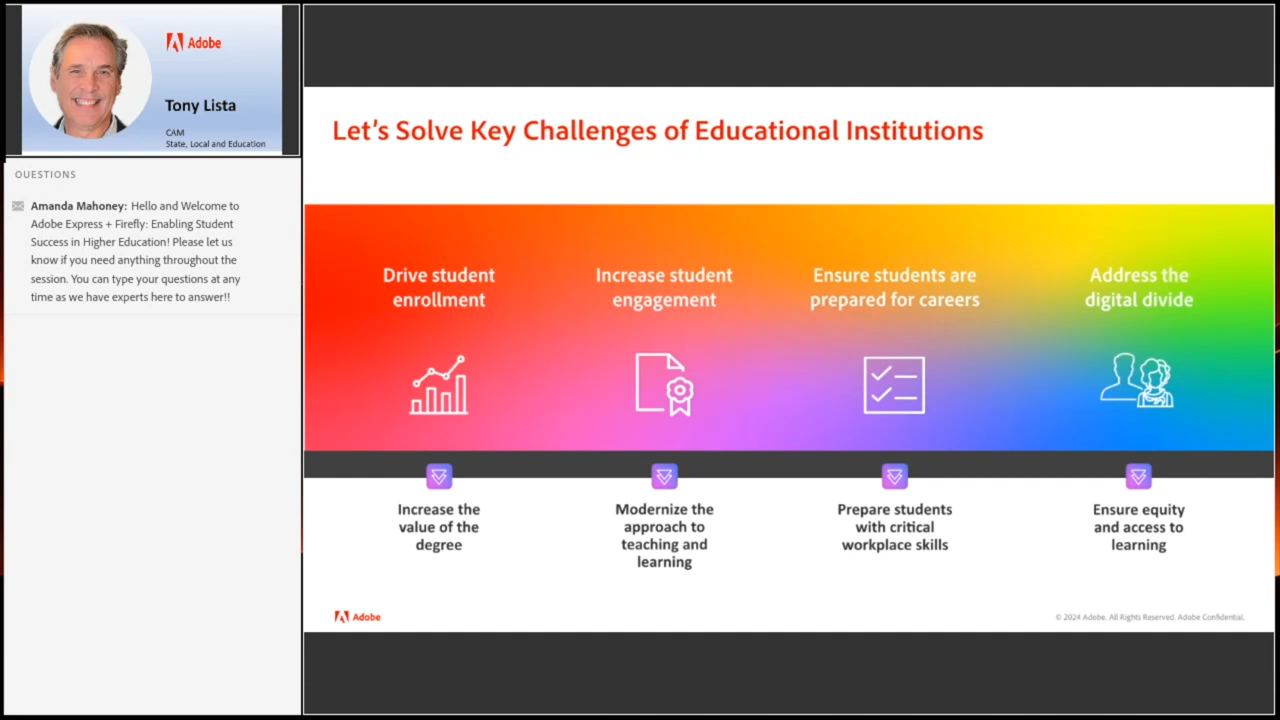 Adobe
Tony Lista
CAM
State, Local and Education
QUESTIONS
Amanda Mahoney: Hello and Welcome to
Adobe Express + Firefly: Enabling Student
Success in Higher Education! Please let us
know if you need anything throughout the
session. You can type your questions at any
time as we have experts here to answer!!
Let's Solve Key Challenges of Educational Institutions
Drive student
enrollment
Increase student
engagement
Ensure students are
prepared for careers
Address the
digital divide
Increase the
value of the
degree
Modernize the
approach to
teaching and
learning
Prepare students
with critical
workplace skills
Ensure equity
and access to
learning
Adobe
© 2024 Adobe. All Rights Reserved. Adobe Confidential.